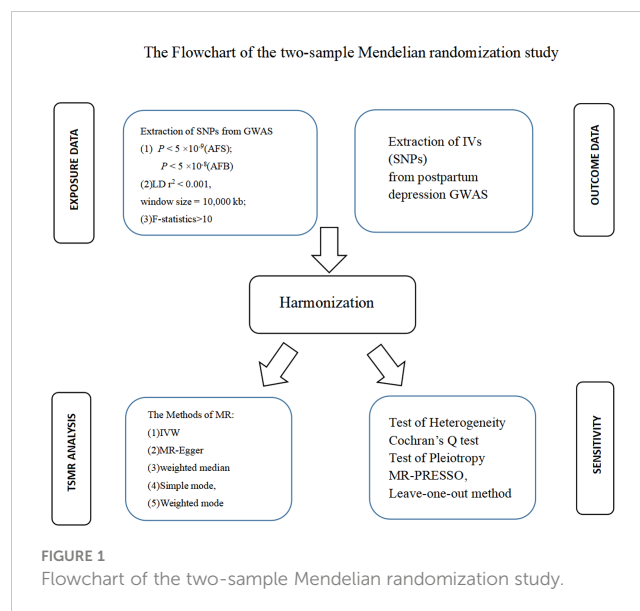 The Flowchart of the two-sample Mendelian randomization study
EXPOSURE DATA
Extraction of SNPs from GWAS
(1) P < 5 ×10⁻⁹(AFS);
P < 5 ×10⁻⁸(AFB)
(2)LD r² < 0.001,
window size = 10,000 kb;
(3)F-statistics>10
Extraction of IVs
(SNPs)
from postpartum
depression GWAS
OUTCOME DATA
Harmonization
TSMR ANALYSIS
The Methods of MR:
(1)IVW
(2)MR-Egger
(3)weighted median
(4)Simple mode,
(5)Weighted mode
Test of Heterogeneity
Cochran's Q test
Test of Pleiotropy
MR-PRESSO,
Leave-one-out method
SENSITIVITY
FIGURE 1
Flowchart of the two-sample Mendelian randomization study.